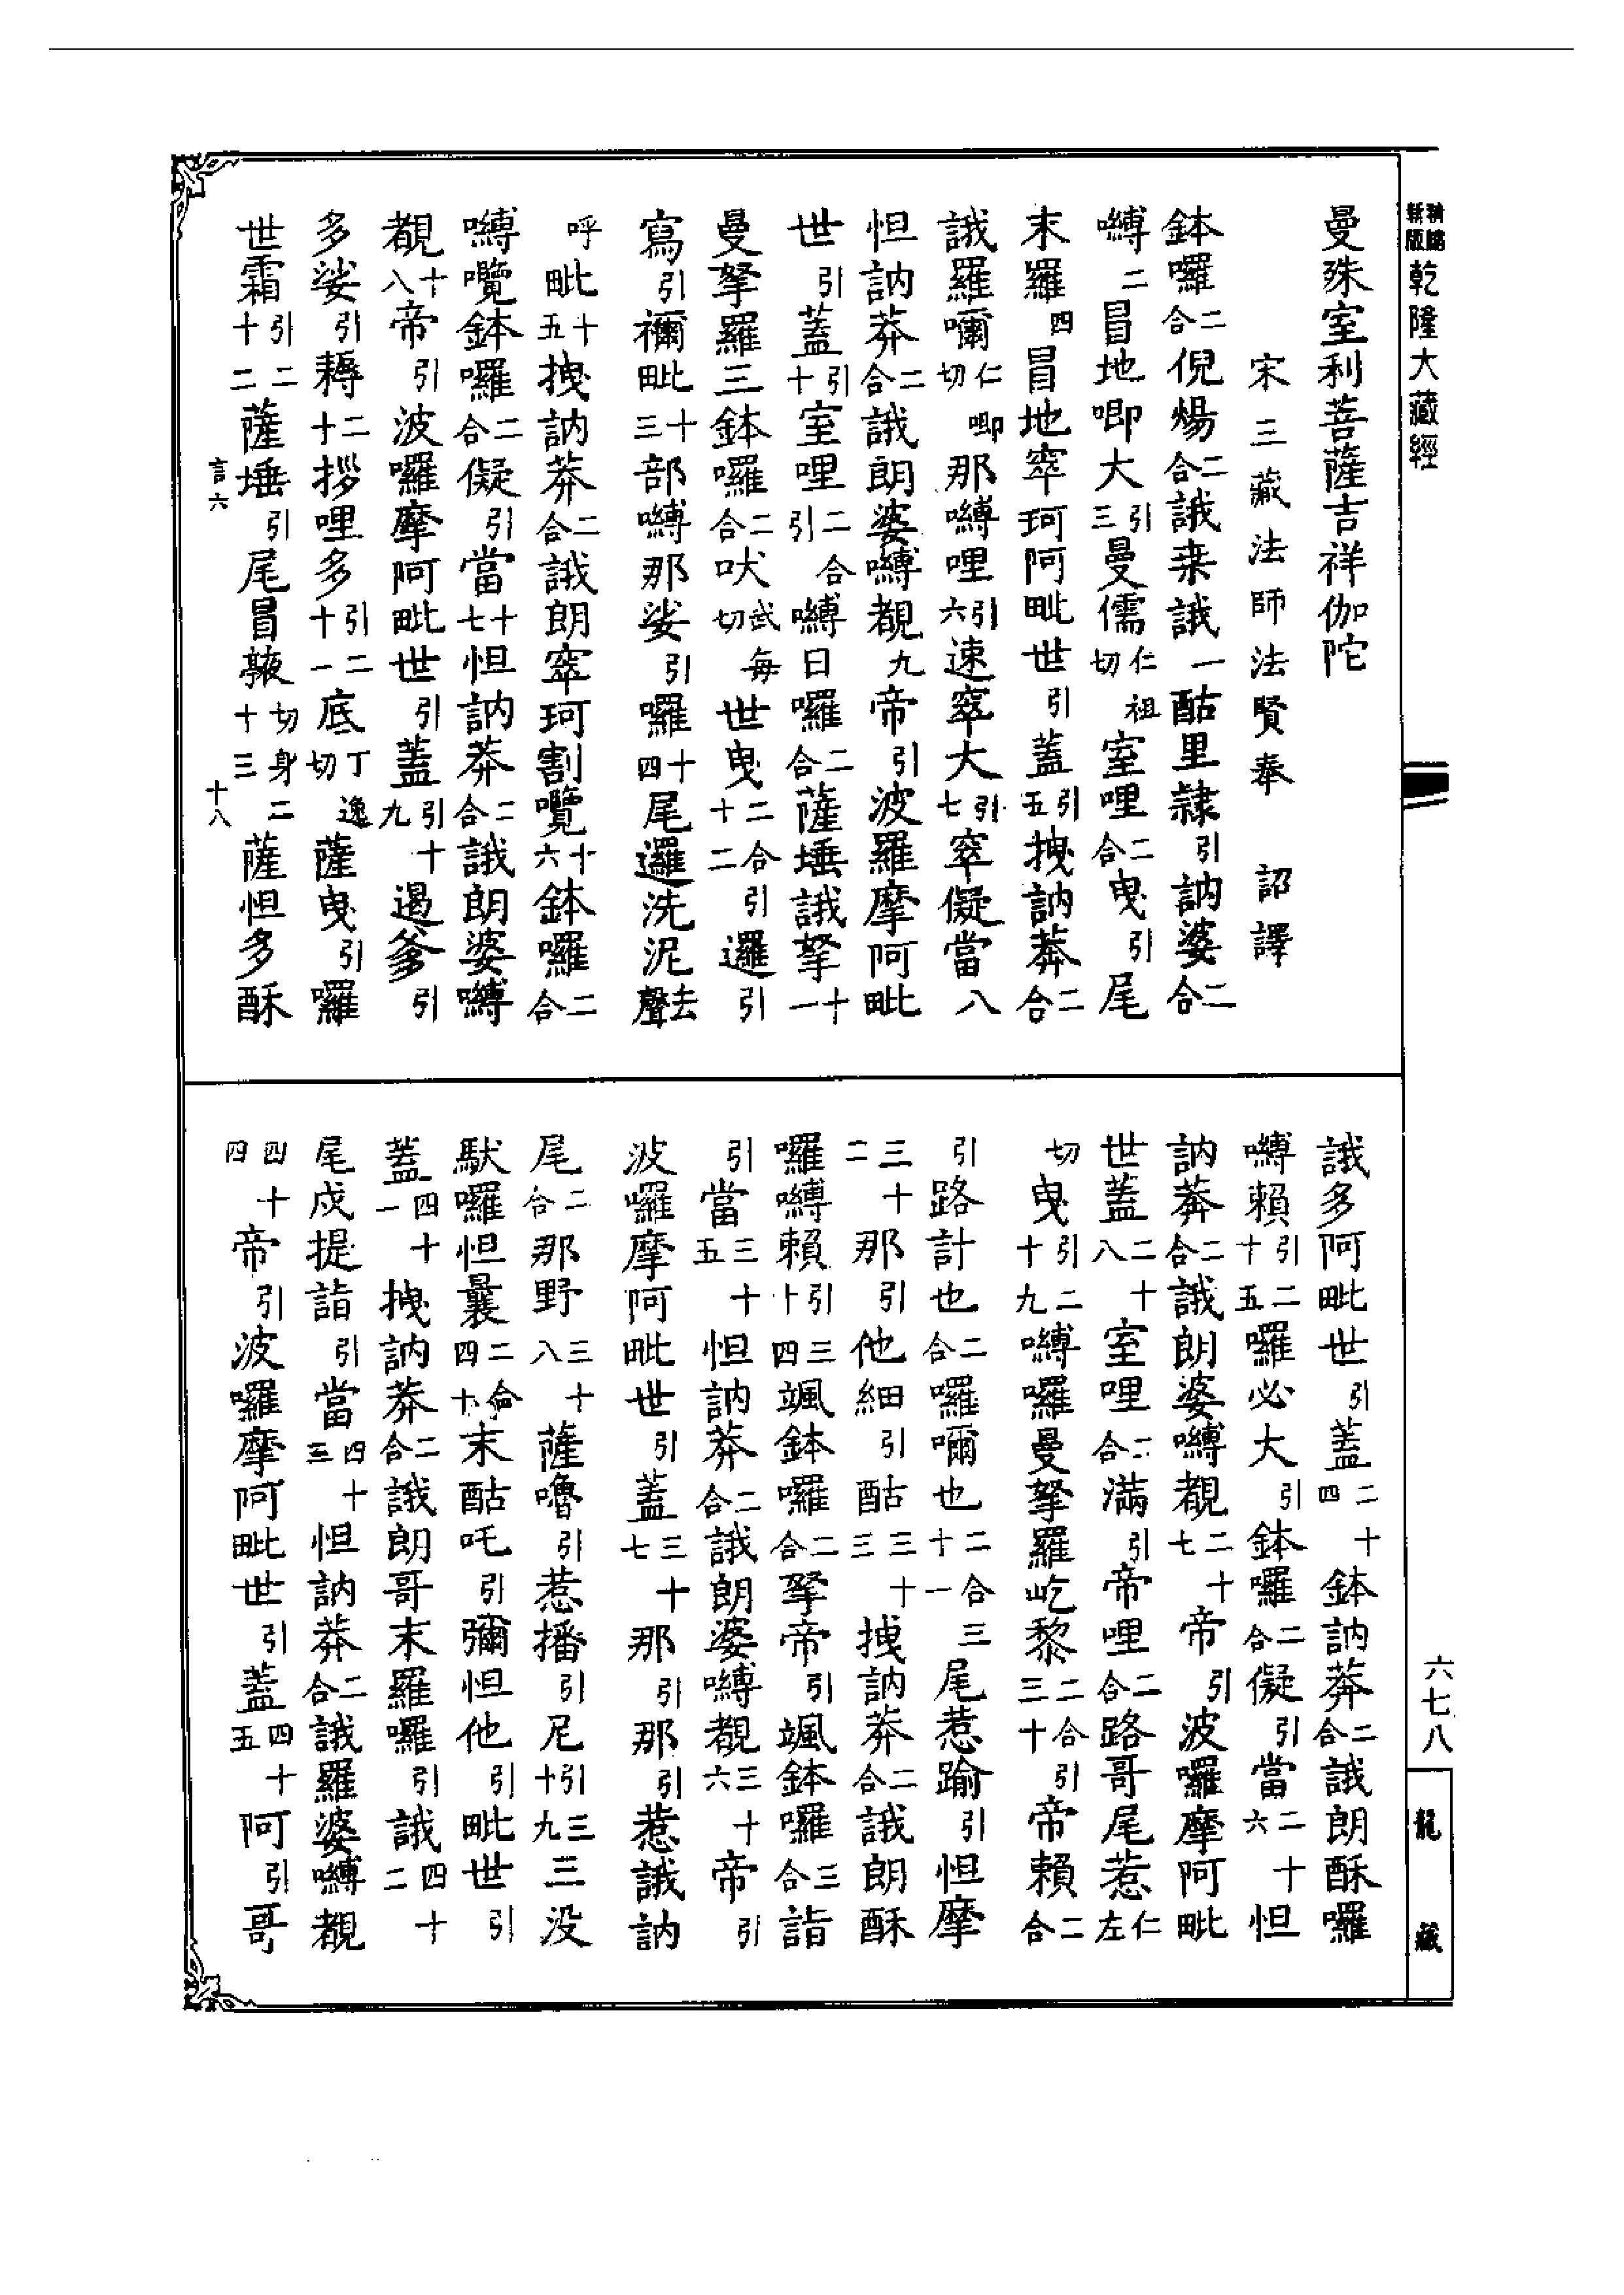 乾隆大藏經
曼殊室利菩薩吉祥伽陀
宋三藏法師法賢奉 詔譯
鉢囉二合倪煬二合誐桒誐一酤里隷引訥婆二合
嚩二冒地唧大引三曼儒仁祖切室哩二合曳引尾
末羅四冒地窣珂阿毗世引蓋引五拽訥莽二合
誐羅嚩仁唧切那嚩哩引六速窣大引七窣儗當八
怛訥莽二合誐朗婆嚩覩九帝引波羅摩阿毗
世引蓋引十室哩二合引嚩日囉二合薩埵誐拏十一
曼拏羅三鉢囉二合吠武每切世曳二合引十二邏引
寫引禰毗十三部嚩那娑引囉十四尾邏洗泥去聲
呼毗十五拽訥莽二合誐朗窣珂割嚂十六鉢囉二合
嚩嚂鉢囉二合儗引當十七怛訥莽二合誐朗婆嚩
覩十八帝引波囉摩阿毗世引蓋引十九遏爹引
多娑引耨二十拶哩多引二十一底丁逸切薩曳引囉
世霜引二十二薩埵引尾冒㬠切身二十三薩怛多酥
言六 十八
誐多阿毗世引蓋二十四鉢訥莽二合誐朗酥囉
嚩賴引二十五囉必大引鉢囉二合儗引當二十六怛
訥莽二合誐朗婆嚩覩二十七帝引波囉摩阿毗
世蓋二十八室哩二合滿引帝哩二合路哥尾惹仁左
切曳引二十九嚩囉曼拏羅屹黎二合引三十帝賴二合
引路計也二合囉嚩也二合三十一尾惹踰引怛摩
三十二那引他細引酤三十三拽訥莽二合誐朗酥
囉嚩賴引三十四颯鉢囉二合拏帝引颯鉢囉三合詣
引當三十五怛訥莽二合誐朗婆嚩覩三十六帝引
波囉摩阿毗世引蓋三十七那引那引惹誐訥
尾二合那野三十八薩嚕引惹播引尼引三十九三没
馱囉怛曩二合四十末酤吒引彌怛他引毗世引
蓋四十一拽訥莽二合誐朗哥末羅囉引誐四十二
尾戍提詣引當四十三怛訥莽二合誐羅婆嚩覩
四十四帝引波囉摩阿毗世引蓋四十五阿引哥
六七八
龍藏